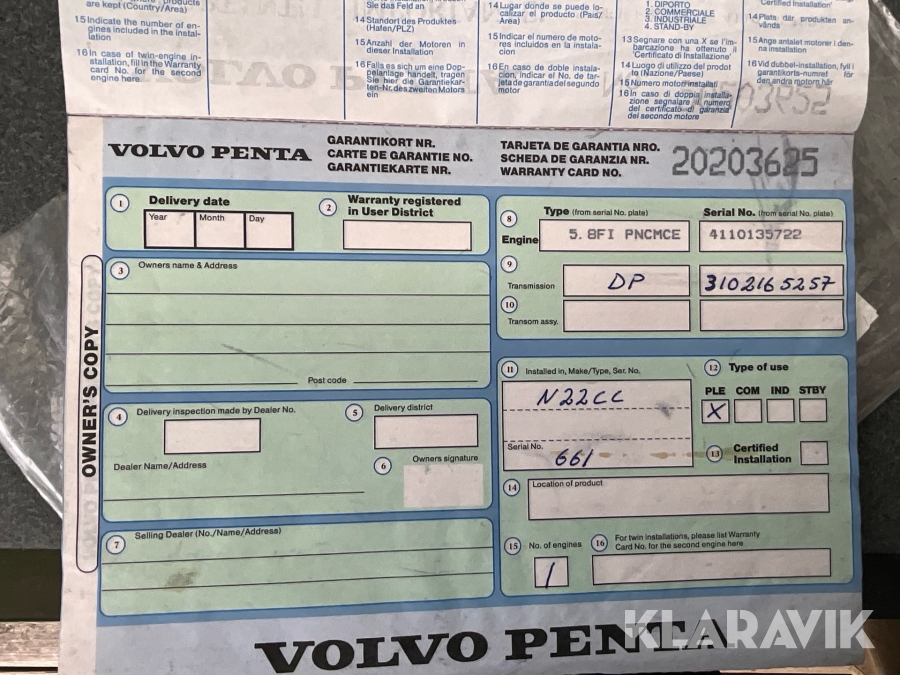 are kept (Country/Area)
15 Indicate the number of engines included in the installation
16 In case of twin-engine installation, fill in the Warranty card No. for the second engine here
Sie das Feld an
14 Standort des Produktes (Hafen/PLZ)
15 Anzahl der Motoren in dieser Installation
16 Falls es sich um eine Doppelanlage handelt, tragen Sie hier die Garantiekarten-Nr. des zweiten Motors ein
14 Lugar donde se puede localizar el producto (País/Area)
15 Indicar el numero de motores incluidos en la instalacion
16 En caso de doble instalacion, indicar el No. de tarjeta de garantia del segundo motor
1. DIPORTO
2. COMMERCIALE
3. INDUSTRIALE
4. STAND-BY
13 Segnare con una X se l'imbarcazione ha ottenuto il 'Certificato di Installazione'
14 Luogo di utilizzo del prodotto (Nazione/Paese)
15 Numero motori installati
16 In caso di doppia installazione segnalare il numero del certificato di garanzia del secondo motore
Certified Installation'
14 Plats där produkten används
15 Ange antalet motorer i denna installation
16 Vid dubbel-installation, fyll i garantikorts-numret för den andra motorn här
VOLVO PENTA
GARANTIKORT NR.
CARTE DE GARANTIE NO.
GARANTIEKARTE NR.
TARJETA DE GARANTIA NRO.
SCHEDA DE GARANZIA NR.
WARRANTY CARD NO.
20203625
OWNER'S COPY
1 Delivery date
Year Month Day
2 Warranty registered in User District
3 Owners name & Address
Post code
4 Delivery inspection made by Dealer No.
5 Delivery district
Dealer Name/Address
6 Owners signature
7 Selling Dealer (No./Name/Address)
8 Type (from serial No. plate) Serial No. (from serial No. plate)
Engine 5.8FI PNCMCE 4110135722
9 Transmission DP 3102165257
10 Transom assy.
11 Installed in, Make/Type, Ser. No.
N22CC
Serial No. 661
12 Type of use
PLE COM IND STBY
X
13 Certified Installation
14 Location of product
15 No. of engines
1
16 For twin installations, please list Warranty Card No. for the second engine here
VOLVO PENTA
KLARAVIK